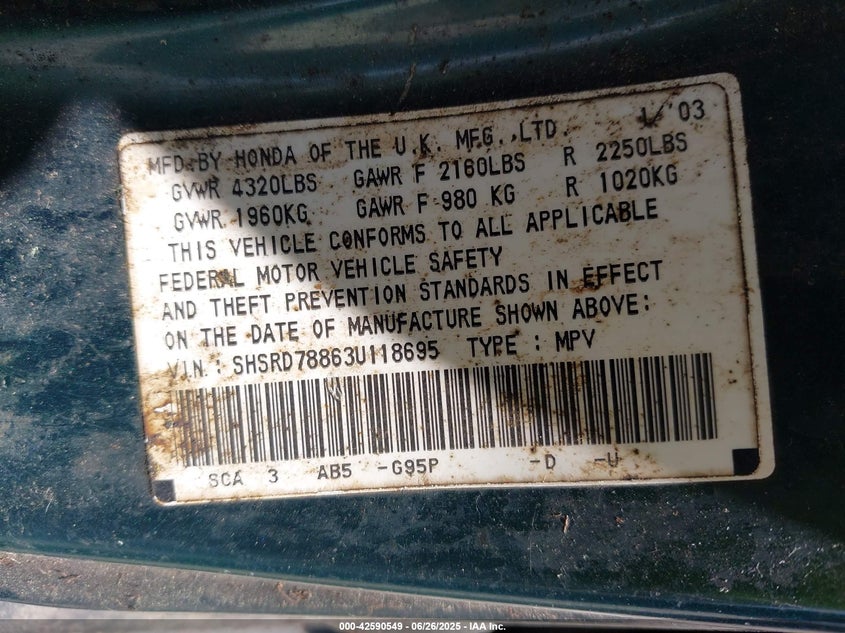 1/'03
MFD.BY HONDA OF THE U.K. MFG.,LTD.
GVWR 4320LBS GAWR F 2160LBS R 2250LBS
GVWR 1960KG GAWR F 980 KG R 1020KG
THIS VEHICLE CONFORMS TO ALL APPLICABLE
FEDERAL MOTOR VEHICLE SAFETY
AND THEFT PREVENTION STANDARDS IN EFFECT
ON THE DATE OF MANUFACTURE SHOWN ABOVE:
VIN : SHSRD78863U118695 TYPE : MPV
SCA 3 AB5 -G95P -D -U
000-42590549 - 06/26/2025 - IAA Inc.